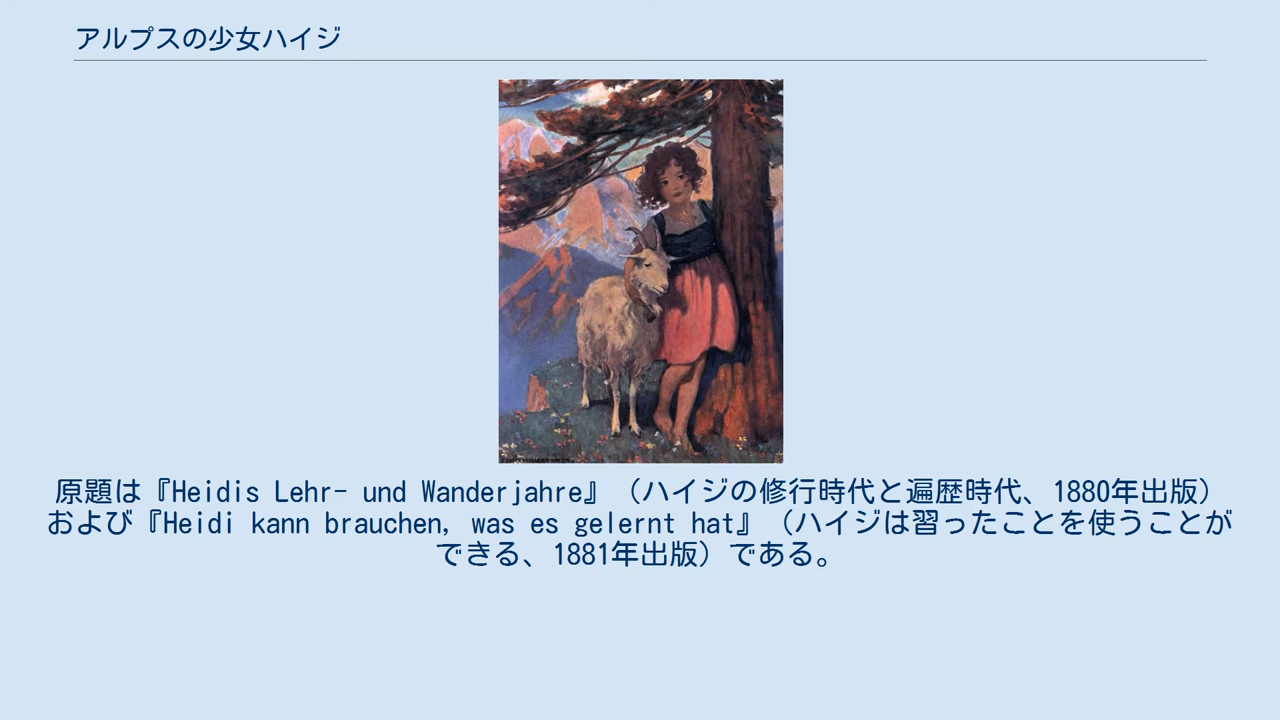 アルプスの少女ハイジ
原題は『Heidis Lehr- und Wanderjahre』（ハイジの修行時代と遍歴時代、1880年出版）
および『Heidi kann brauchen, was es gelernt hat』（ハイジは習ったことを使うことが
できる、1881年出版）である。